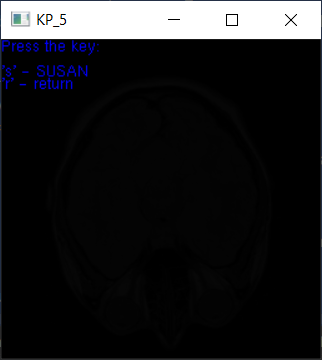 KP_5
Press the key:
's' - SUSAN
'r' - return